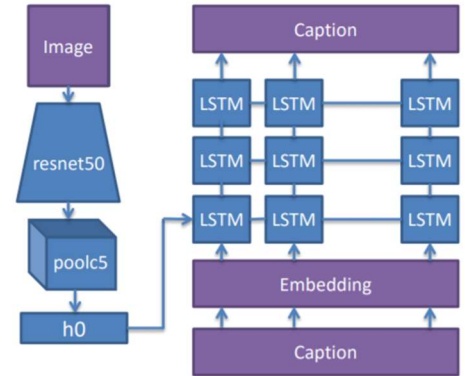 Image
resnet50
poolc5
h0
Caption
LSTM LSTM LSTM
LSTM LSTM LSTM
LSTM LSTM LSTM
Embedding
Caption